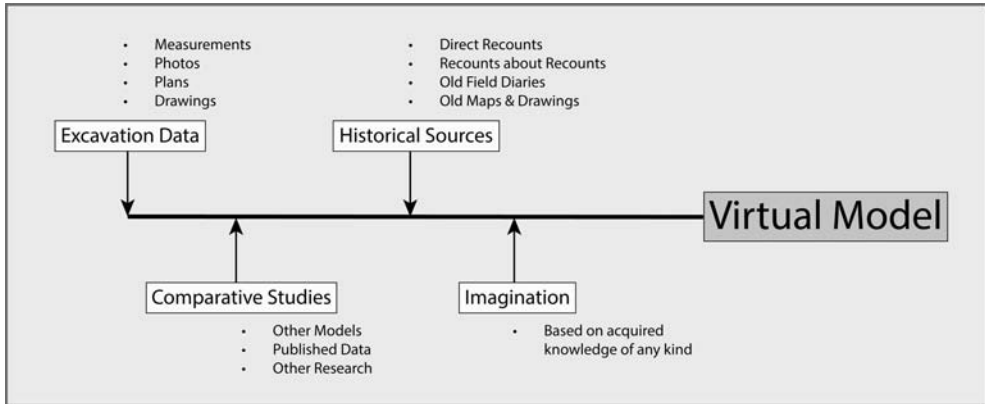 • Measurements
• Photos
• Plans
• Drawings
Excavation Data
• Direct Recounts
• Recounts about Recounts
• Old Field Diaries
• Old Maps & Drawings
Historical Sources
Virtual Model
Comparative Studies
• Other Models
• Published Data
• Other Research
Imagination
• Based on acquired
knowledge of any kind